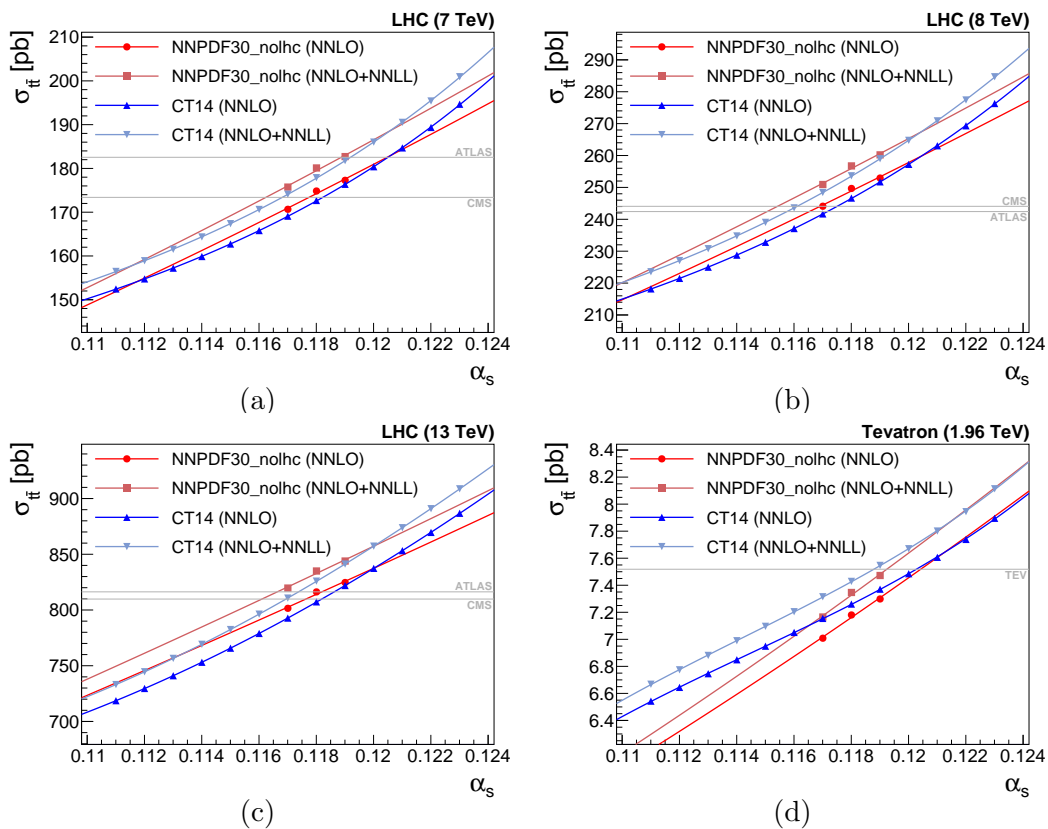 LHC (7 TeV)
σtt̄ [pb]
210
200
190
180
170
160
150
NNPDF30_nolhc (NNLO)
NNPDF30_nolhc (NNLO+NNLL)
CT14 (NNLO)
CT14 (NNLO+NNLL)
ATLAS
CMS
0.11 0.112 0.114 0.116 0.118 0.12 0.122 0.124
αs
(a)
LHC (8 TeV)
σtt̄ [pb]
290
280
270
260
250
240
230
220
210
NNPDF30_nolhc (NNLO)
NNPDF30_nolhc (NNLO+NNLL)
CT14 (NNLO)
CT14 (NNLO+NNLL)
CMS
ATLAS
0.11 0.112 0.114 0.116 0.118 0.12 0.122 0.124
αs
(b)
LHC (13 TeV)
σtt̄ [pb]
900
850
800
750
700
NNPDF30_nolhc (NNLO)
NNPDF30_nolhc (NNLO+NNLL)
CT14 (NNLO)
CT14 (NNLO+NNLL)
ATLAS
CMS
0.11 0.112 0.114 0.116 0.118 0.12 0.122 0.124
αs
(c)
Tevatron (1.96 TeV)
σtt̄ [pb]
8.4
8.2
8
7.8
7.6
7.4
7.2
7
6.8
6.6
6.4
NNPDF30_nolhc (NNLO)
NNPDF30_nolhc (NNLO+NNLL)
CT14 (NNLO)
CT14 (NNLO+NNLL)
TEV
0.11 0.112 0.114 0.116 0.118 0.12 0.122 0.124
αs
(d)